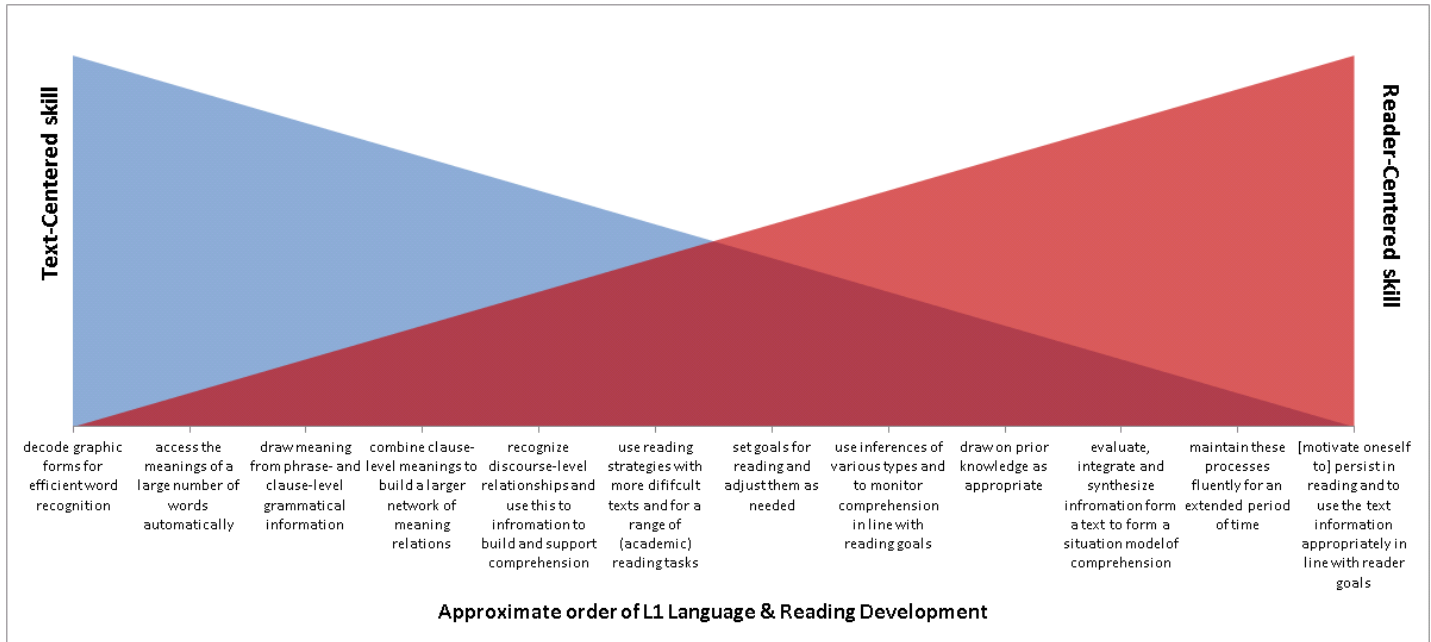 Text-Centered skill
Reader-Centered skill
decode graphic
forms for
efficient word
recognition
access the
meanings of a
large number of
words
automatically
draw meaning
from phrase- and
clause-level
grammatical
information
combine clause-
level meanings to
build a larger
network of
meaning
relations
recognize
discourse-level
relationships and
use this to
infromation to
build and support
comprehension
use reading
strategies with
more dififcult
texts and for a
range of
(academic)
reading tasks
set goals for
reading and
adjust them as
needed
use inferences of
various types and
to monitor
comprehension
in line with
reading goals
draw on prior
knowledge as
appropriate
evaluate,
integrate and
synthesize
infromation form
a text to form a
situation model of
comprehension
maintain these
processes
fluently for an
extended period
of time
[motivate oneself
to] persist in
reading and to
use the text
information
appropriately in
line with reader
goals
Approximate order of L1 Language & Reading Development